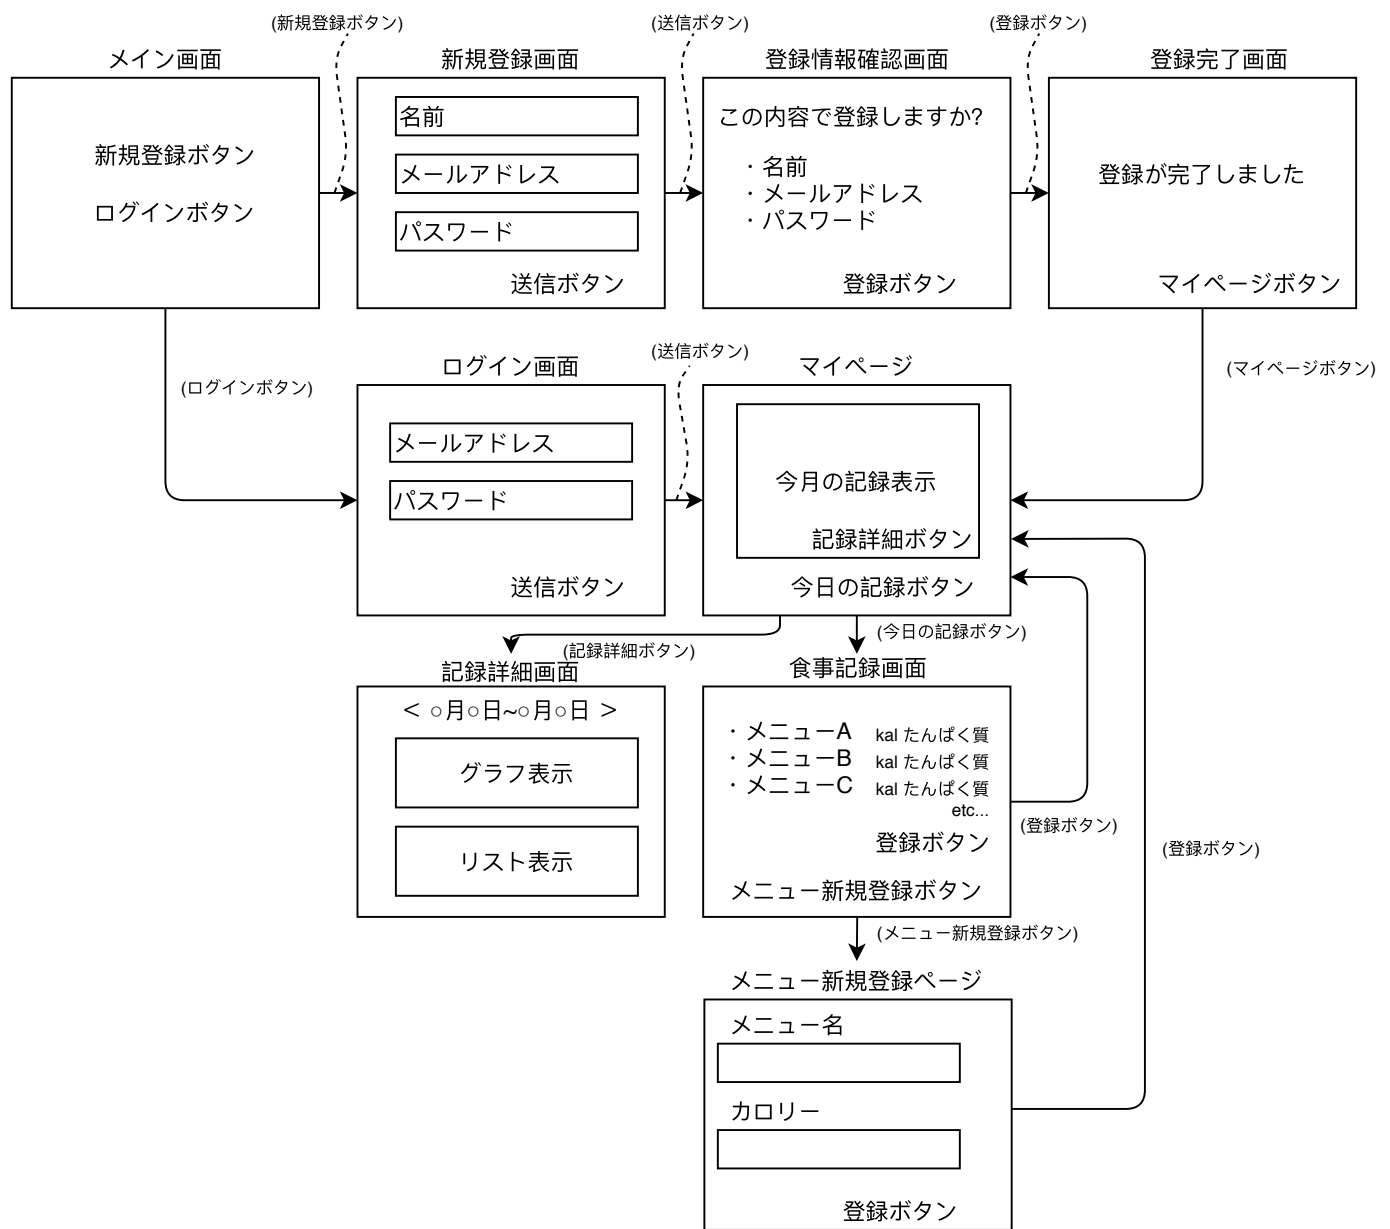 (新規登録ボタン)
(送信ボタン)
(登録ボタン)
メイン画面
新規登録画面
登録情報確認画面
登録完了画面
新規登録ボタン
ログインボタン
名前
メールアドレス
パスワード
送信ボタン
この内容で登録しますか?
・名前
・メールアドレス
・パスワード
登録ボタン
登録が完了しました
マイページボタン
(ログインボタン)
ログイン画面
(送信ボタン)
マイページ
(マイページボタン)
メールアドレス
パスワード
送信ボタン
今月の記録表示
記録詳細ボタン
今日の記録ボタン
(記録詳細ボタン)
(今日の記録ボタン)
記録詳細画面
食事記録画面
< ○月○日~○月○日 >
グラフ表示
リスト表示
・メニューA kal たんぱく質
・メニューB kal たんぱく質
・メニューC kal たんぱく質
etc...
登録ボタン
メニュー新規登録ボタン
(登録ボタン)
(登録ボタン)
(メニュー新規登録ボタン)
メニュー新規登録ページ
メニュー名
カロリー
登録ボタン